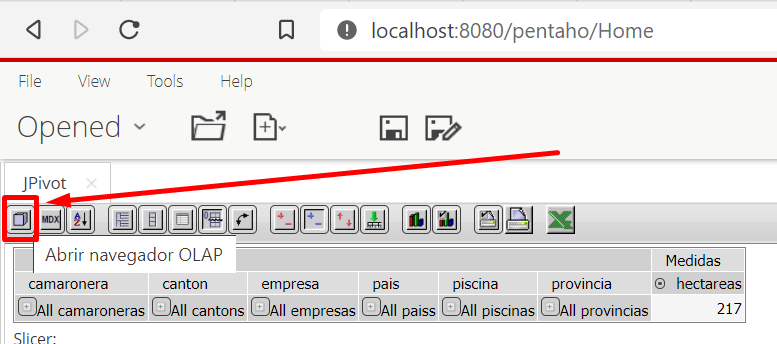 localhost:8080/pentaho/Home
File View Tools Help
Opened
JPivot
MDX
Abrir navegador OLAP
Medidas
camaronera canton empresa pais piscina provincia hectareas
All camaroneras All cantons All empresas All paiss All piscinas All provincias 217
Slicer: